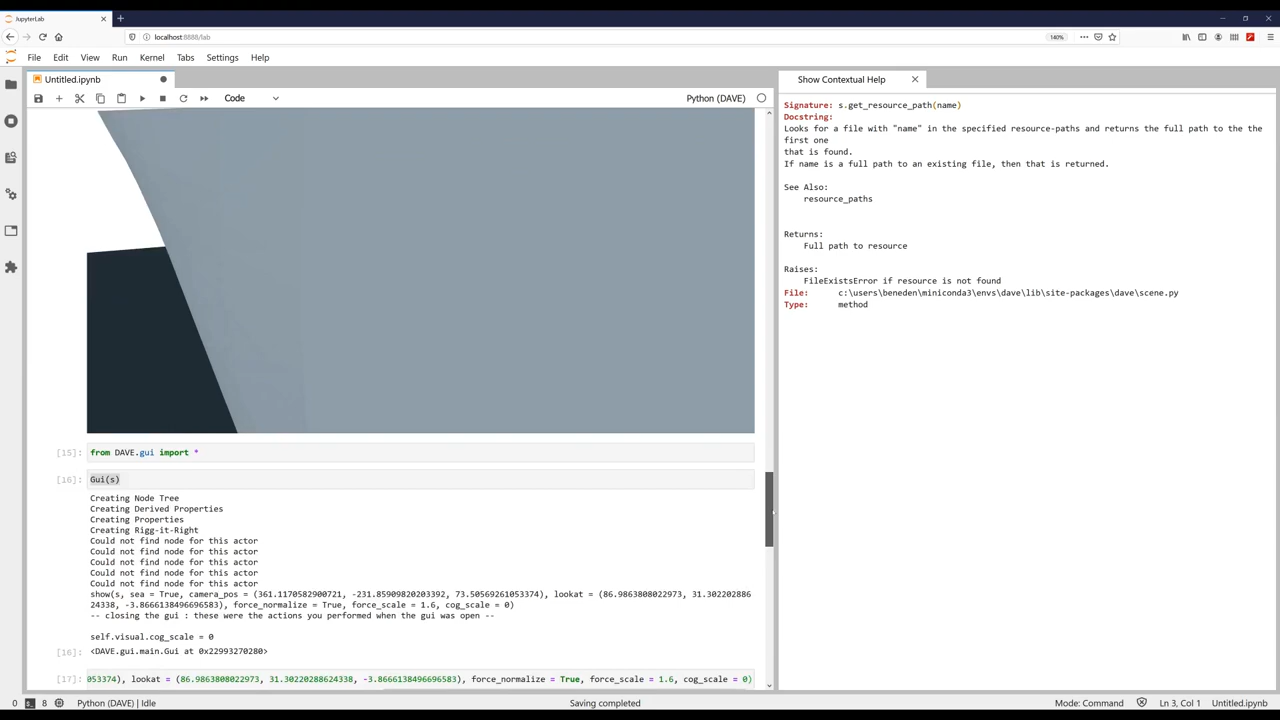 JupyterLab
localhost:8888/lab
140%
File Edit View Run Kernel Tabs Settings Help
Untitled.ipynb
Show Contextual Help
Code
Python (DAVE)
Signature: s.get_resource_path(name)
Docstring:
Looks for a file with "name" in the specified resource-paths and returns the full path to the the
first one
that is found.
If name is a full path to an existing file, then that is returned.
See Also:
resource_paths
Returns:
Full path to resource
Raises:
FileExistsError if resource is not found
File: c:\users\beneden\miniconda3\envs\dave\lib\site-packages\dave\scene.py
Type: method
[15]: from DAVE.gui import *
[16]: Gui(s)
Creating Node Tree
Creating Derived Properties
Creating Properties
Creating Rigg-it-Right
Could not find node for this actor
Could not find node for this actor
Could not find node for this actor
Could not find node for this actor
Could not find node for this actor
show(s, sea = True, camera_pos = (361.1170582900721, -231.85909820203392, 73.50569261053374), lookat = (86.9863808022973, 31.302202886
24338, -3.8666138496696583), force_normalize = True, force_scale = 1.6, cog_scale = 0)
-- closing the gui : these were the actions you performed when the gui was open --
self.visual.cog_scale = 0
[16]: <DAVE.gui.main.Gui at 0x22993270280>
[17]: 053374), lookat = (86.9863808022973, 31.30220288624338, -3.8666138496696583), force_normalize = True, force_scale = 1.6, cog_scale = 0)
0 8 Python (DAVE) | Idle
Saving completed
Mode: Command
Ln 3, Col 1
Untitled.ipynb